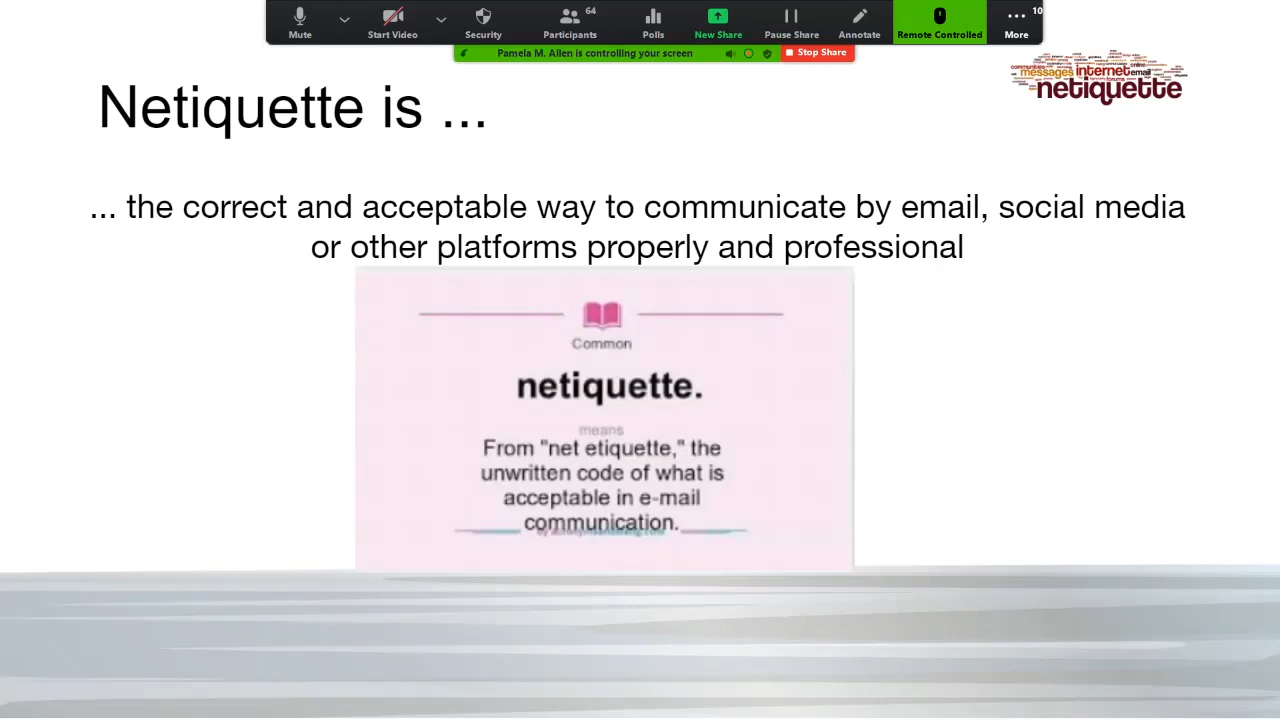 64
10
Mute
Start Video
Security
Participants
Polls
New Share
Pause Share
Annotate
Remote Controlled
More
Pamela M. Allen is controlling your screen
Stop Share
messages internet email
netiquette
Netiquette is ...
... the correct and acceptable way to communicate by email, social media
or other platforms properly and professional
Common
netiquette.
means
From "net etiquette," the
unwritten code of what is
acceptable in e-mail
communication.